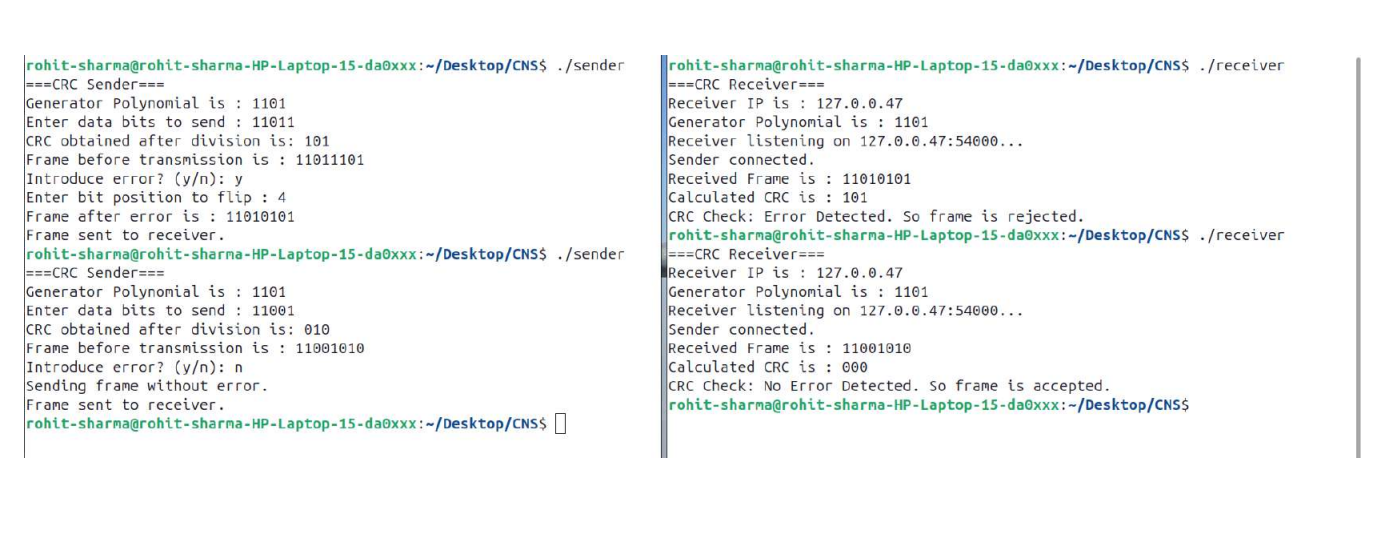 rohit-sharma@rohit-sharma-HP-Laptop-15-da0xxx:~/Desktop/CNS$ ./sender
===CRC Sender===
Generator Polynomial is : 1101
Enter data bits to send : 11011
CRC obtained after division is: 101
Frame before transmission is : 11011101
Introduce error? (y/n): y
Enter bit position to flip : 4
Frame after error is : 11010101
Frame sent to receiver.
rohit-sharma@rohit-sharma-HP-Laptop-15-da0xxx:~/Desktop/CNS$ ./sender
===CRC Sender===
Generator Polynomial is : 1101
Enter data bits to send : 11001
CRC obtained after division is: 010
Frame before transmission is : 11001010
Introduce error? (y/n): n
Sending frame without error.
Frame sent to receiver.
rohit-sharma@rohit-sharma-HP-Laptop-15-da0xxx:~/Desktop/CNS$
rohit-sharma@rohit-sharma-HP-Laptop-15-da0xxx:~/Desktop/CNS$ ./receiver
===CRC Receiver===
Receiver IP is : 127.0.0.47
Generator Polynomial is : 1101
Receiver listening on 127.0.0.47:54000...
Sender connected.
Received Frame is : 11010101
Calculated CRC is : 101
CRC Check: Error Detected. So frame is rejected.
rohit-sharma@rohit-sharma-HP-Laptop-15-da0xxx:~/Desktop/CNS$ ./receiver
===CRC Receiver===
Receiver IP is : 127.0.0.47
Generator Polynomial is : 1101
Receiver listening on 127.0.0.47:54000...
Sender connected.
Received Frame is : 11001010
Calculated CRC is : 000
CRC Check: No Error Detected. So frame is accepted.
rohit-sharma@rohit-sharma-HP-Laptop-15-da0xxx:~/Desktop/CNS$